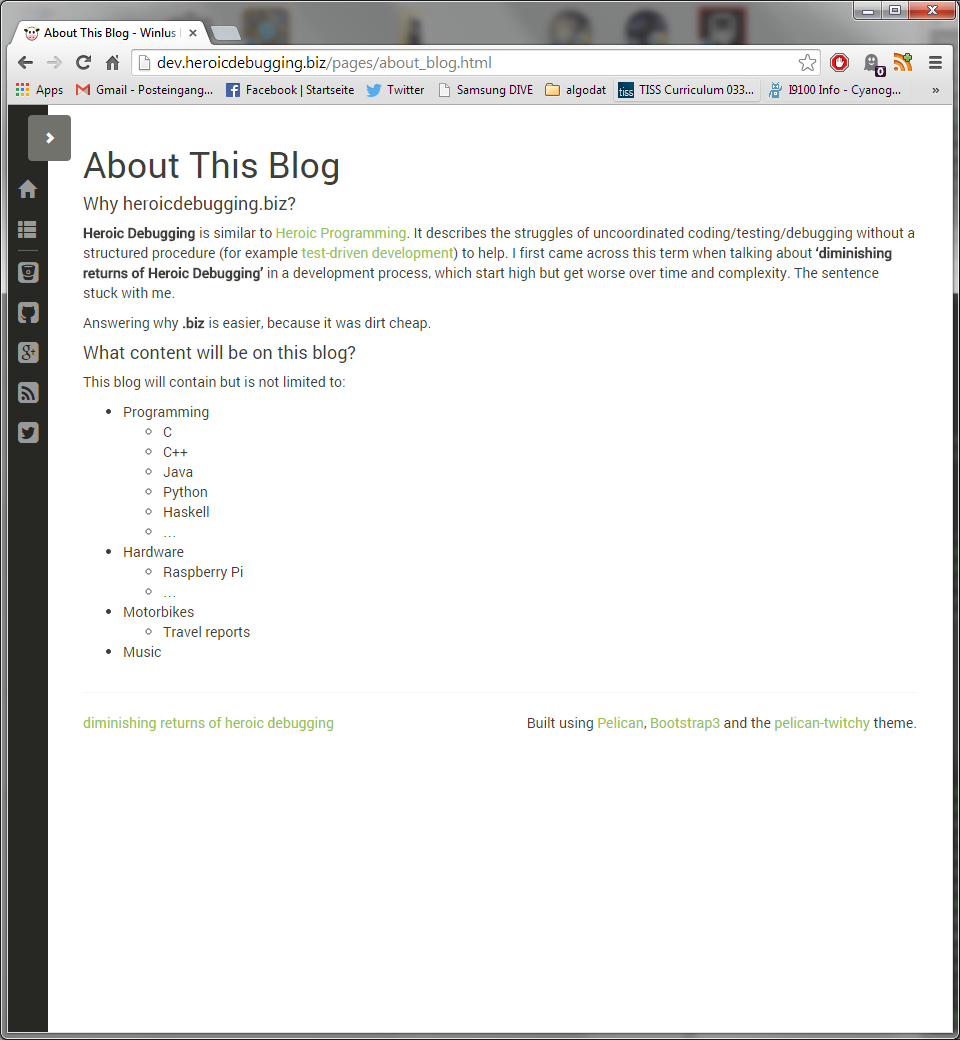 About This Blog - Winlus
dev.heroicdebugging.biz/pages/about_blog.html
0
Apps Gmail - Posteingang... Facebook | Startseite Twitter Samsung DIVE algodat tiss TISS Curriculum 033... I9100 Info - Cyanog... »
About This Blog
Why heroicdebugging.biz?
Heroic Debugging is similar to Heroic Programming. It describes the struggles of uncoordinated coding/testing/debugging without a
structured procedure (for example test-driven development) to help. I first came across this term when talking about ‘diminishing
returns of Heroic Debugging’ in a development process, which start high but get worse over time and complexity. The sentence
stuck with me.
Answering why .biz is easier, because it was dirt cheap.
What content will be on this blog?
This blog will contain but is not limited to:
Programming
C
C++
Java
Python
Haskell
…
Hardware
Raspberry Pi
…
Motorbikes
Travel reports
Music
diminishing returns of heroic debugging Built using Pelican, Bootstrap3 and the pelican-twitchy theme.